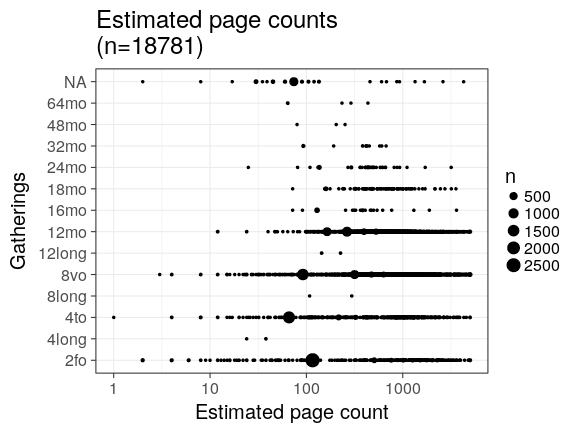 Estimated page counts
(n=18781)
Gatherings
NA
64mo
48mo
32mo
24mo
18mo
16mo
12mo
12long
8vo
8long
4to
4long
2fo
1
10
100
1000
Estimated page count
n
500
1000
1500
2000
2500